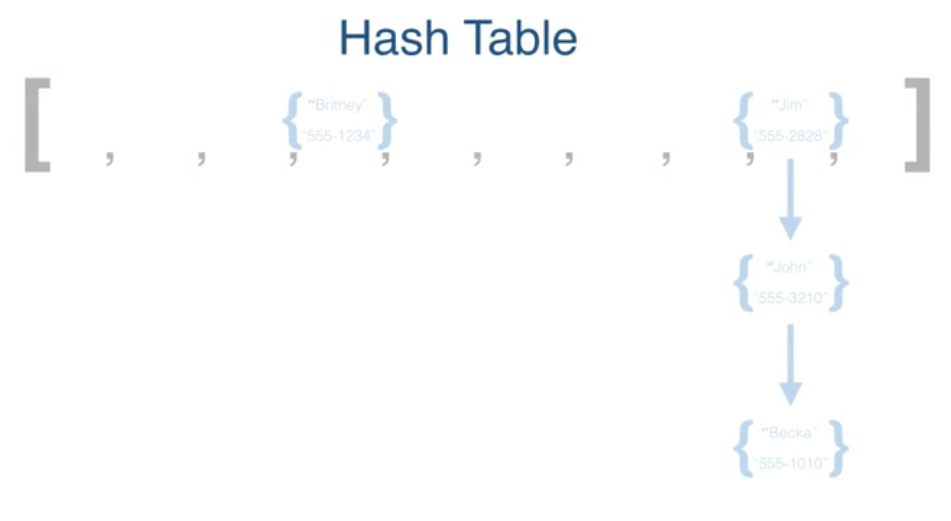 Hash Table
[ , , { "Britney" , , , , { "Jim" , ]
"555-1234" } "555-2828" }
{ "John"
"555-3210" }
{ "Becka"
"555-1010" }